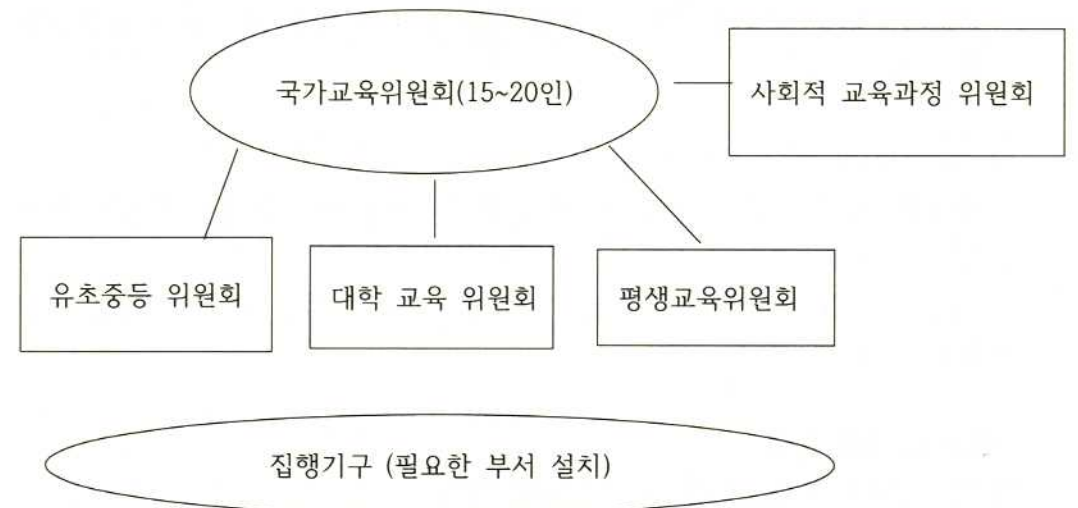 국가교육위원회(15~20인)
사회적 교육과정 위원회
유초중등 위원회
대학 교육 위원회
평생교육위원회
집행기구 (필요한 부서 설치)